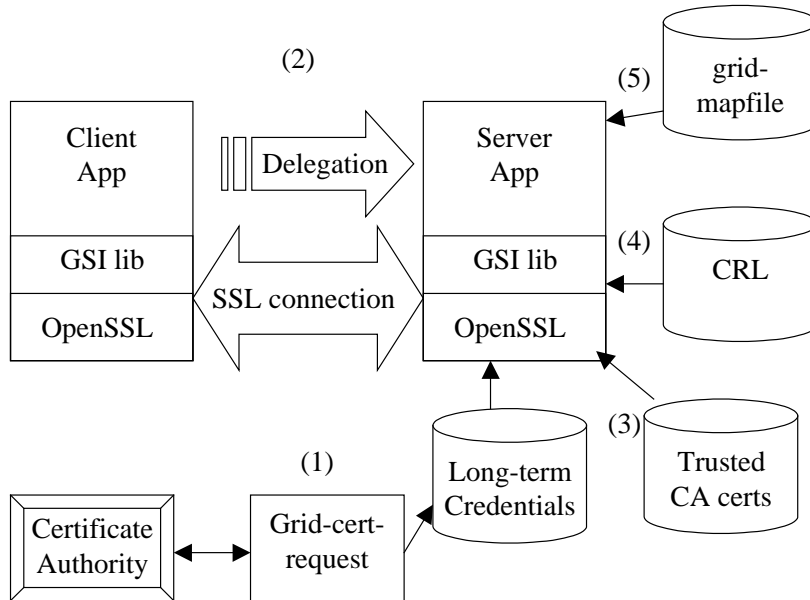 (2)
(5)
grid-
mapfile
Client
App
Delegation
Server
App
GSI lib
SSL connection
GSI lib
(4)
CRL
OpenSSL
OpenSSL
(1)
Long-term
Credentials
(3)
Trusted
CA certs
Certificate
Authority
Grid-cert-
request